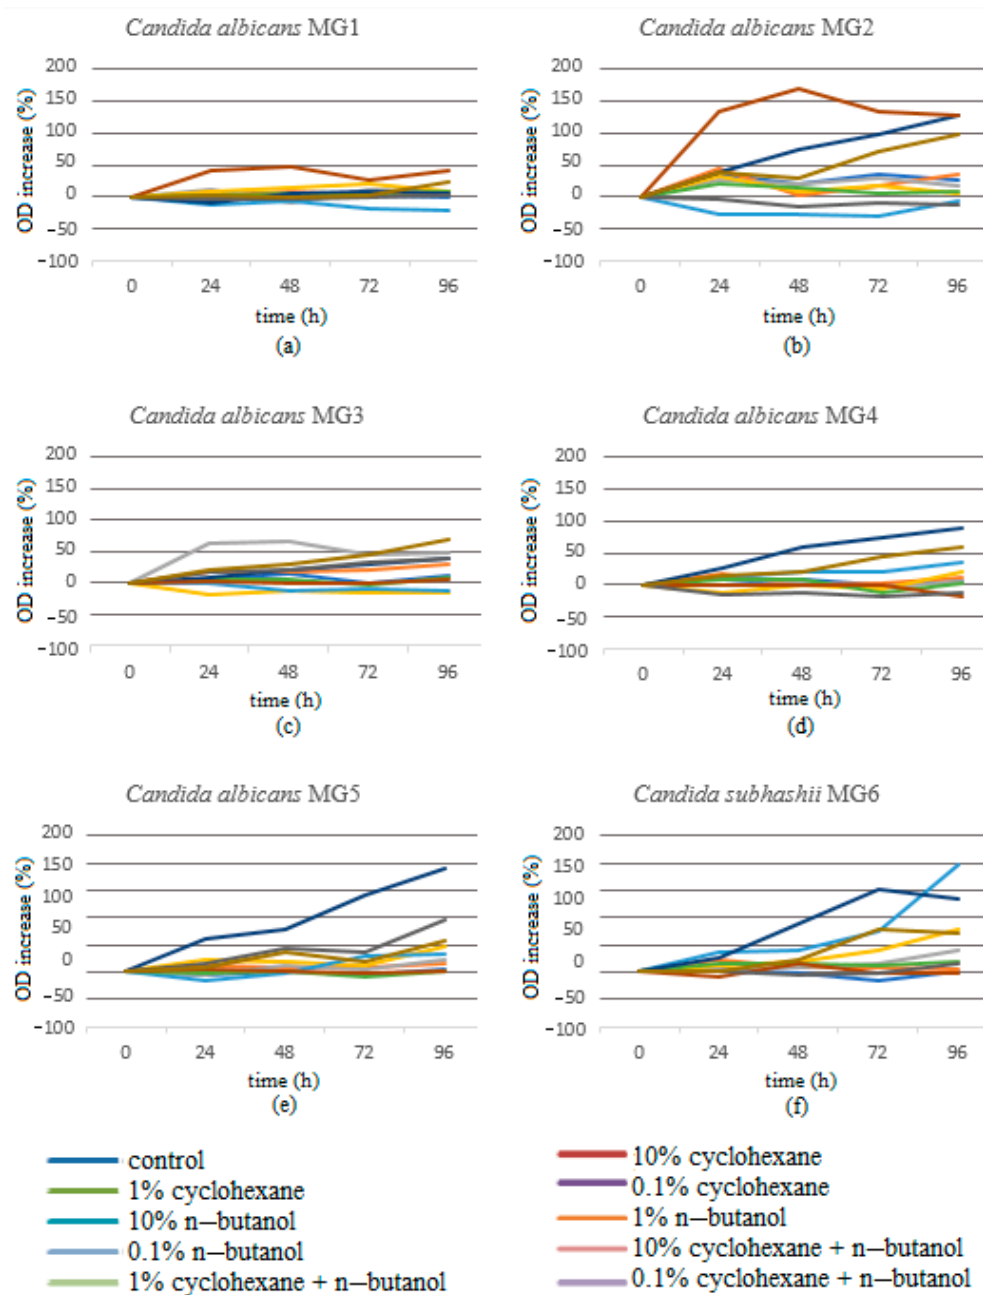 Candida albicans MG1
OD increase (%)
200
150
100
50
0
−50
−100
0 24 48 72 96
time (h)
(a)
Candida albicans MG2
OD increase (%)
200
150
100
50
0
−50
−100
0 24 48 72 96
time (h)
(b)
Candida albicans MG3
OD increase (%)
200
150
100
50
0
−50
−100
0 24 48 72 96
time (h)
(c)
Candida albicans MG4
OD increase (%)
200
150
100
50
0
−50
−100
0 24 48 72 96
time (h)
(d)
Candida albicans MG5
OD increase (%)
200
150
100
50
0
−50
−100
0 24 48 72 96
time (h)
(e)
Candida subhashii MG6
OD increase (%)
200
150
100
50
0
−50
−100
0 24 48 72 96
time (h)
(f)
control
1% cyclohexane
10% n−butanol
0.1% n−butanol
1% cyclohexane + n−butanol
10% cyclohexane
0.1% cyclohexane
1% n−butanol
10% cyclohexane + n−butanol
0.1% cyclohexane + n−butanol